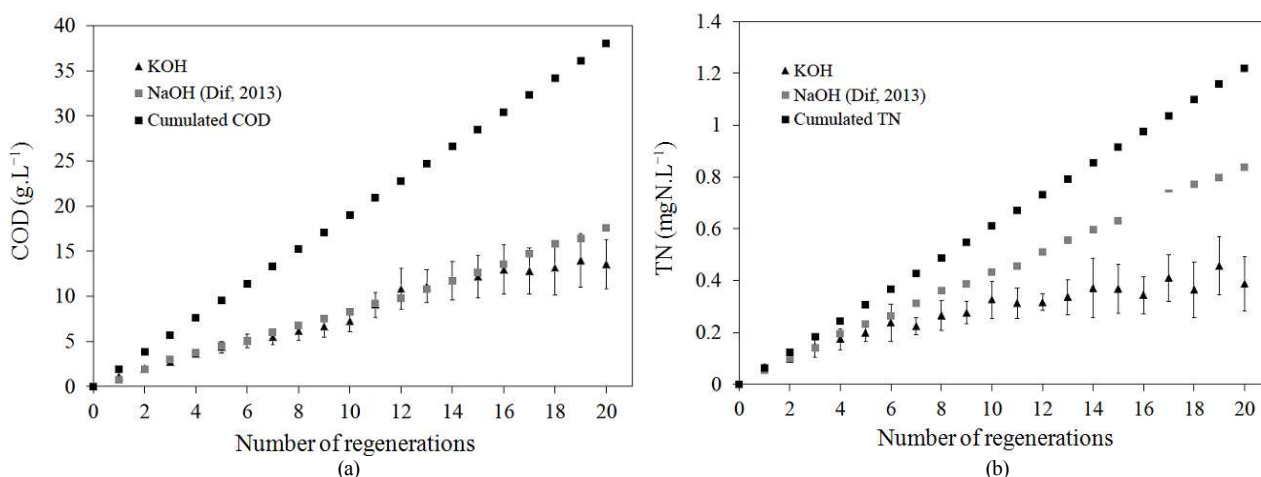 40
35
30
25
20
15
10
5
0
COD (g.L⁻¹)
KOH
NaOH (Dif, 2013)
Cumulated COD
0 2 4 6 8 10 12 14 16 18 20
Number of regenerations
(a)
1.4
1.2
1
0.8
0.6
0.4
0.2
0
TN (mgN.L⁻¹)
KOH
NaOH (Dif, 2013)
Cumulated TN
0 2 4 6 8 10 12 14 16 18 20
Number of regenerations
(b)